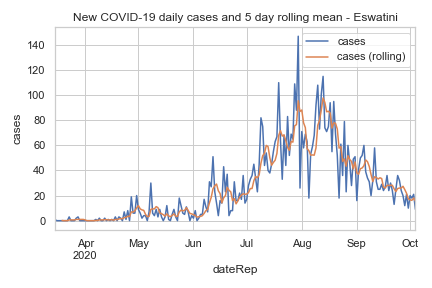 New COVID-19 daily cases and 5 day rolling mean - Eswatini
cases
cases (rolling)
140
120
100
80
60
40
20
0
cases
Apr
2020
May
Jun
Jul
Aug
Sep
Oct
dateRep